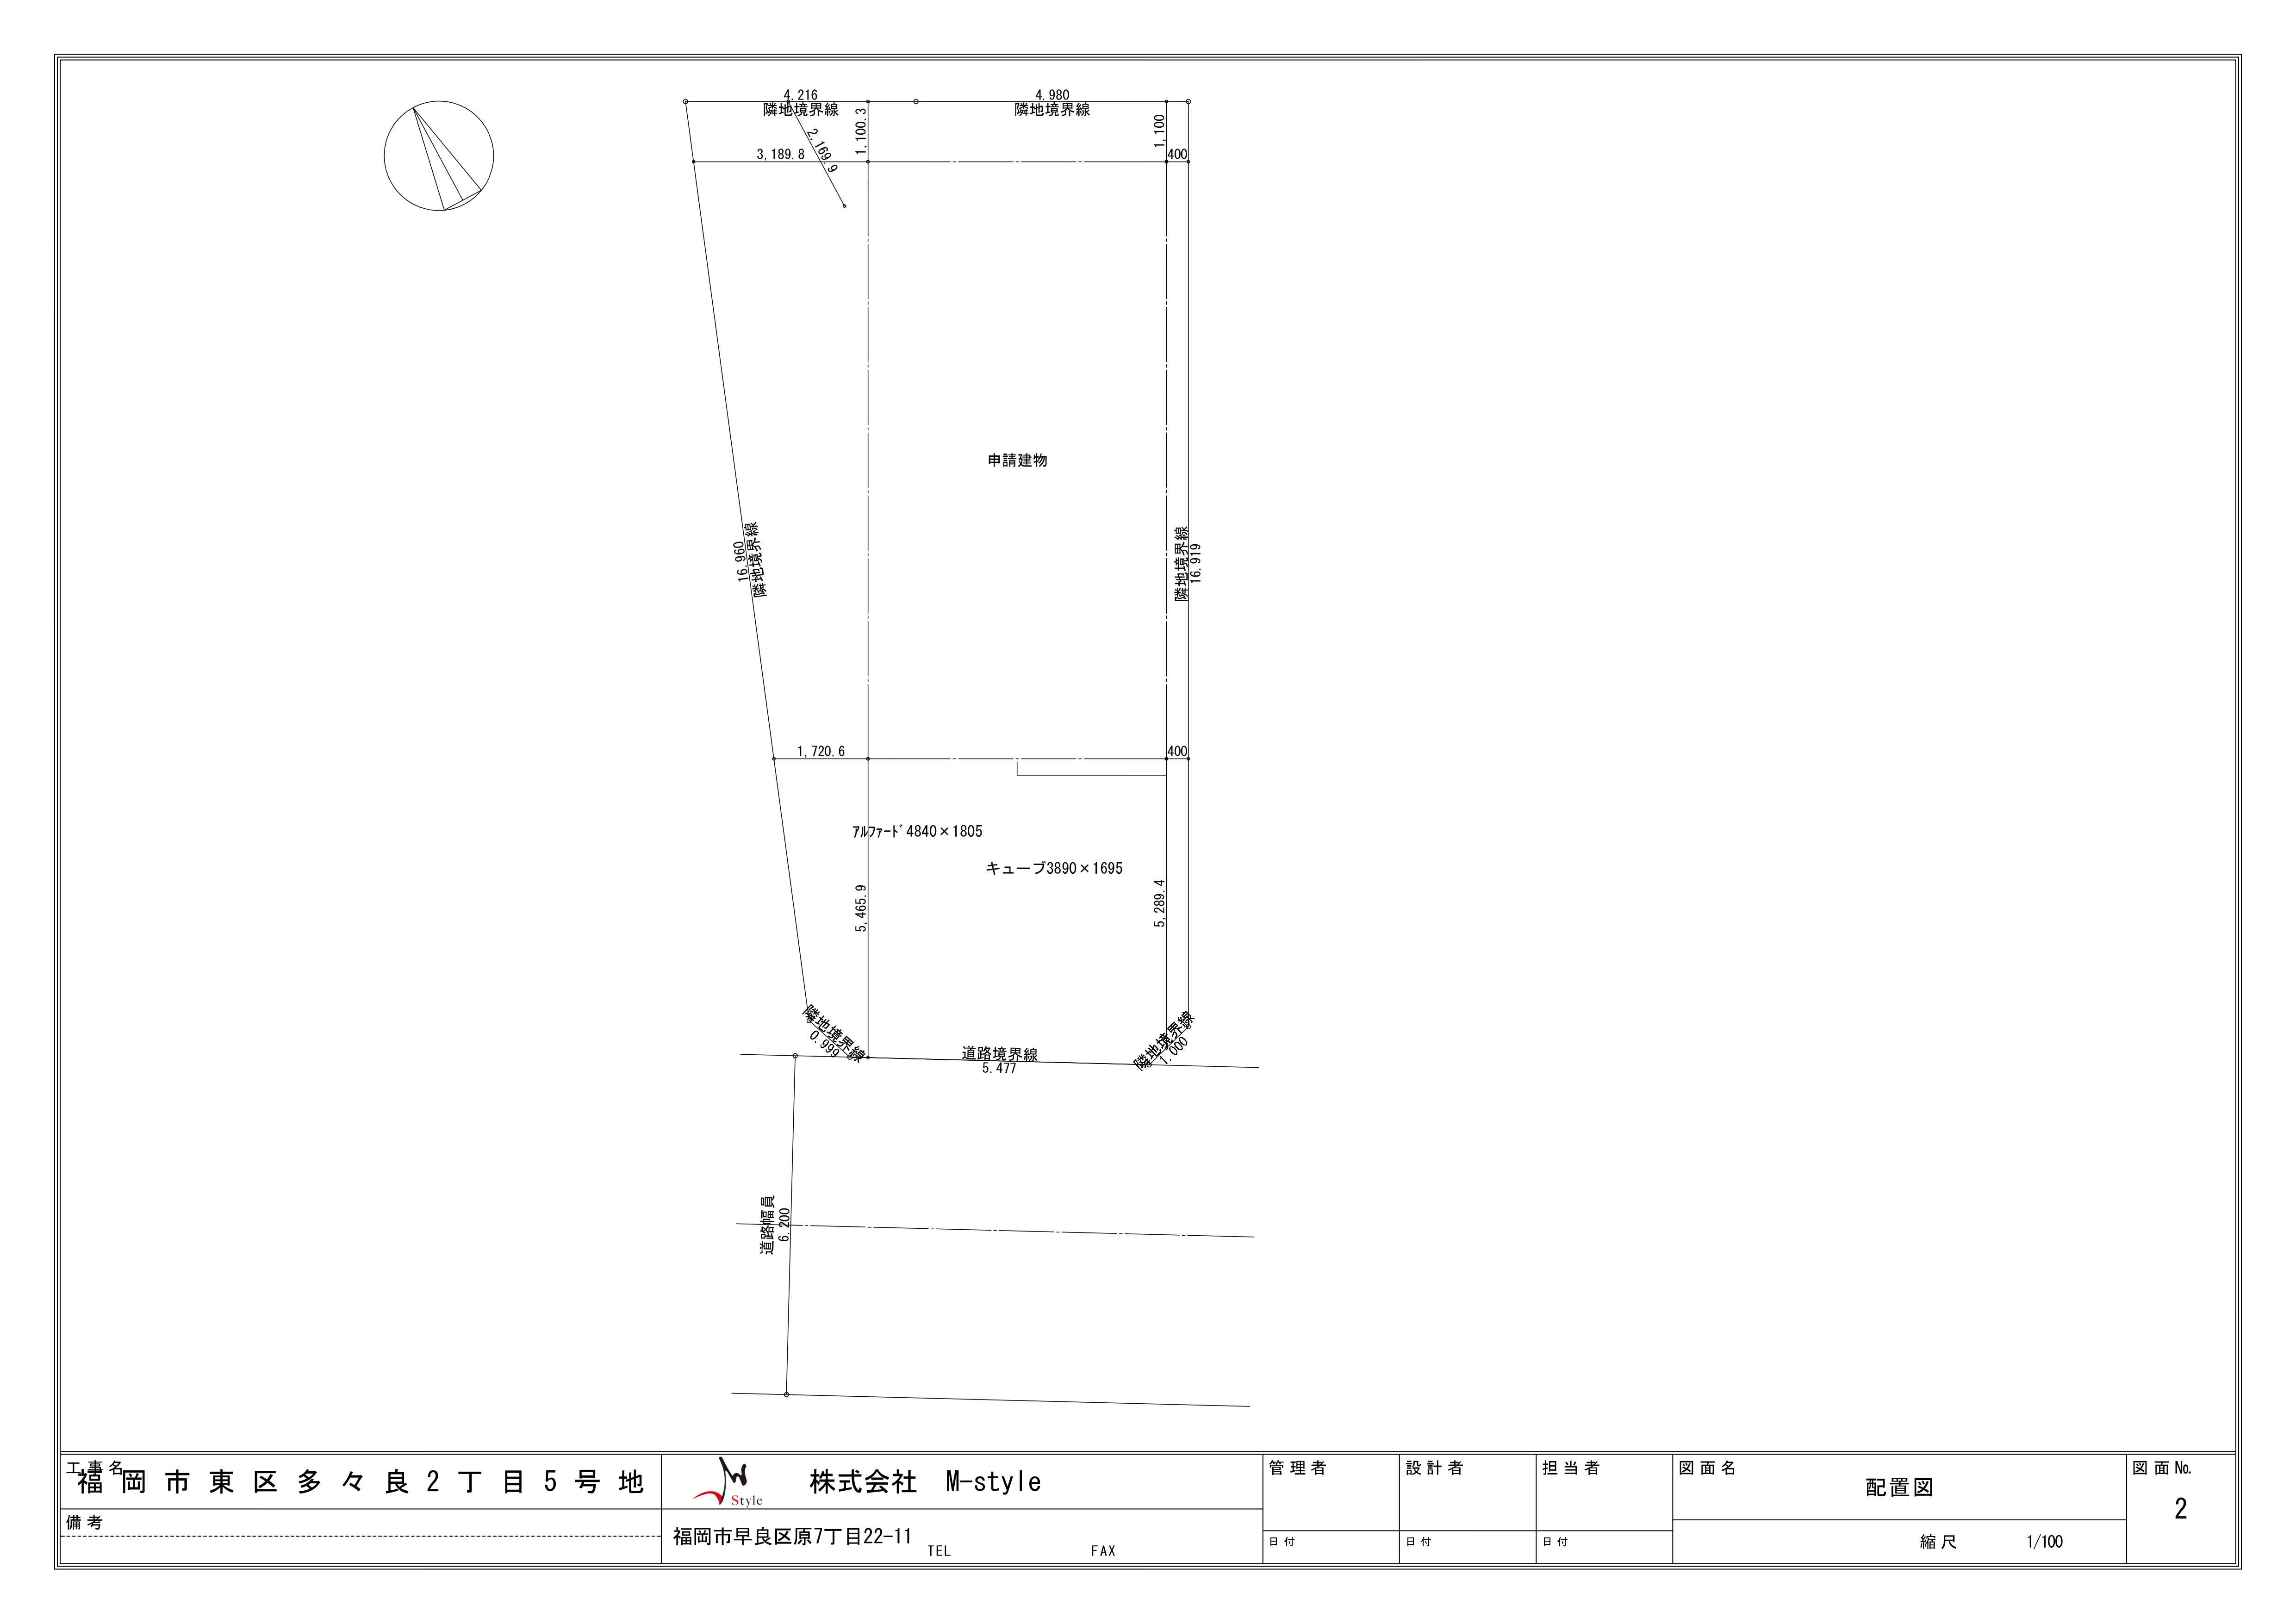 4.216
4.980
隣地境界線
隣地境界線
2,169.9
1,100.3
1,100
3,189.8
400
申請建物
16.960
隣地境界線
隣地境界線
16.919
1,720.6
400
ｱﾙﾌｧｰﾄﾞ4840×1805
キューブ3890×1695
5,465.9
5,289.4
隣地境界線
0.999
道路境界線
5.477
隣地境界線
1.000
道路幅員
6.200
工事名
福岡市東区多々良2丁目5号地
備考
Style
株式会社　M-style
福岡市早良区原7丁目22-11
TEL
FAX
管理者
日付
設計者
日付
担当者
日付
図面名
配置図
縮尺
1/100
図面№
2